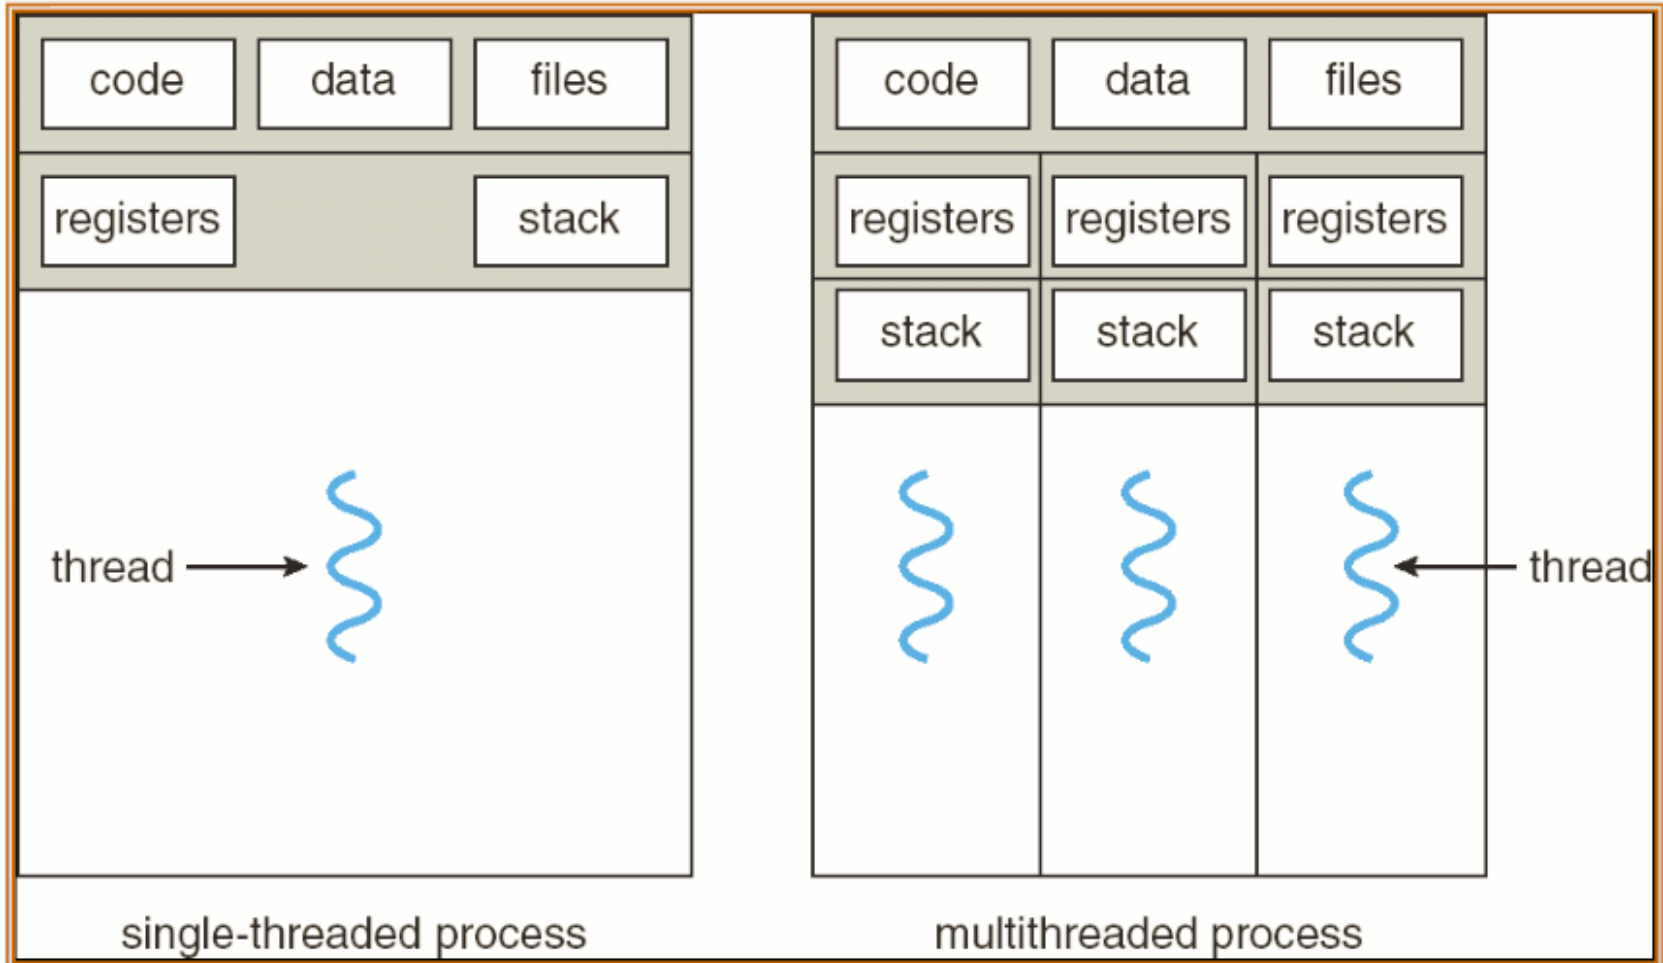 code data files
registers stack
thread
single-threaded process
code data files
registers registers registers
stack stack stack
thread
multithreaded process